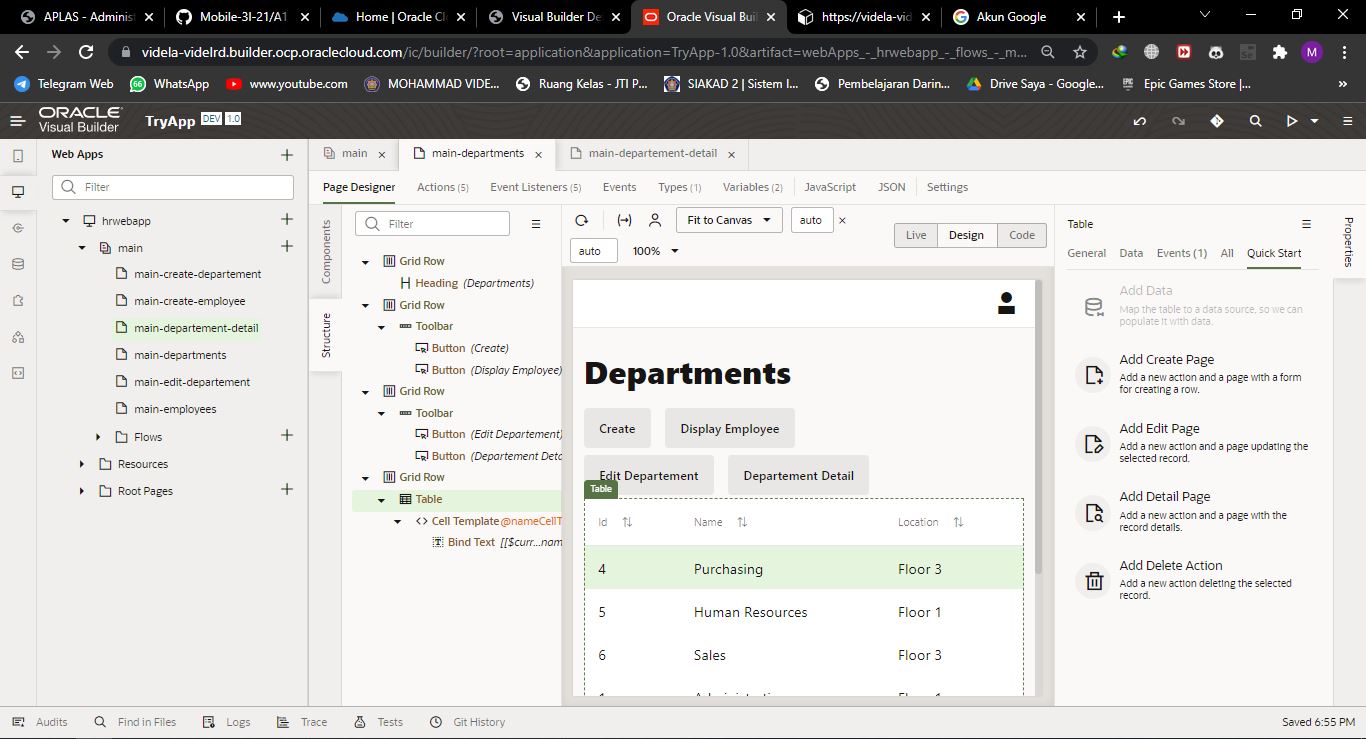 APLAS - Adminis
Mobile-3I-21/A1
Home | Oracle Cl
Visual Builder De
Oracle Visual Buil
https://videla-vid
Akun Google
videla-videlrd.builder.ocp.oraclecloud.com/ic/builder/?root=application&application=TryApp-1.0&artifact=webApps_-_hrwebapp_-_flows_-_m...
M
Telegram Web
66
WhatsApp
www.youtube.com
MOHAMMAD VIDE...
Ruang Kelas - JTI P...
SIAKAD 2 | Sistem I...
Pembelajaran Darin...
Drive Saya - Google...
Epic Games Store |...
ORACLE
Visual Builder
TryApp
DEV
1.0
Web Apps
Filter
hrwebapp
main
main-create-departement
main-create-employee
main-departement-detail
main-departments
main-edit-departement
main-employees
Flows
Resources
Root Pages
main
main-departments
main-departement-detail
Page Designer
Actions (5)
Event Listeners (5)
Events
Types (1)
Variables (2)
JavaScript
JSON
Settings
Components
Structure
Filter
Grid Row
Heading (Departments)
Grid Row
Toolbar
Button (Create)
Button (Display Employee)
Grid Row
Toolbar
Button (Edit Departement)
Button (Departement Deta
Grid Row
Table
Cell Template @nameCellT
Bind Text [[$curr...nam
Fit to Canvas
auto
auto
100%
Live
Design
Code
Departments
Create
Display Employee
Edit Departement
Departement Detail
Table
Id
Name
Location
4
Purchasing
Floor 3
5
Human Resources
Floor 1
6
Sales
Floor 3
Table
Properties
General
Data
Events (1)
All
Quick Start
Add Data
Map the table to a data source, so we can
populate it with data.
Add Create Page
Add a new action and a page with a form
for creating a row.
Add Edit Page
Add a new action and a page updating the
selected record.
Add Detail Page
Add a new action and a page with the
record details.
Add Delete Action
Add a new action deleting the selected
record.
Audits
Find in Files
Logs
Trace
Tests
Git History
Saved 6:55 PM